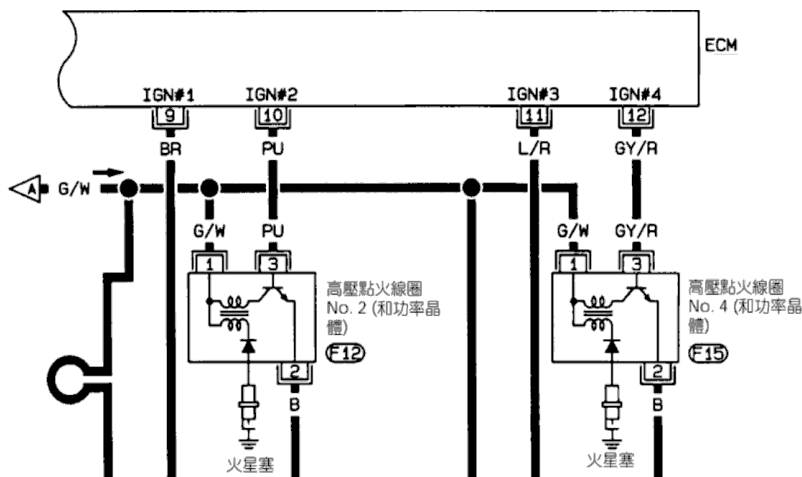 ECM
IGN#1 IGN#2 IGN#3 IGN#4
9 10 11 12
BR PU L/R GY/R
A G/W
G/W PU G/W GY/R
1 3 1 3
高壓點火線圈
No. 2 (和功率晶
體)
F12
高壓點火線圈
No. 4 (和功率晶
體)
F15
2 2
B B
火星塞 火星塞